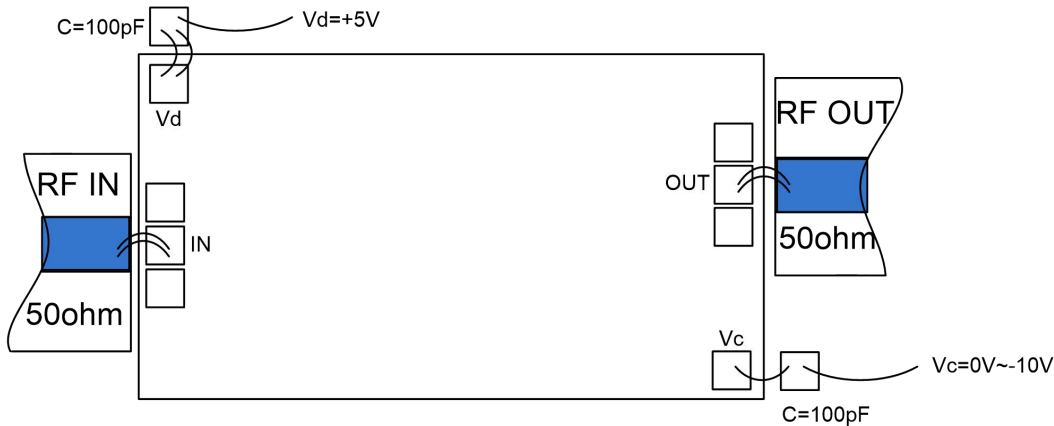 C=100pF
Vd=+5V
Vd
RF IN
IN
50ohm
RF OUT
OUT
50ohm
Vc
Vc=0V~-10V
C=100pF